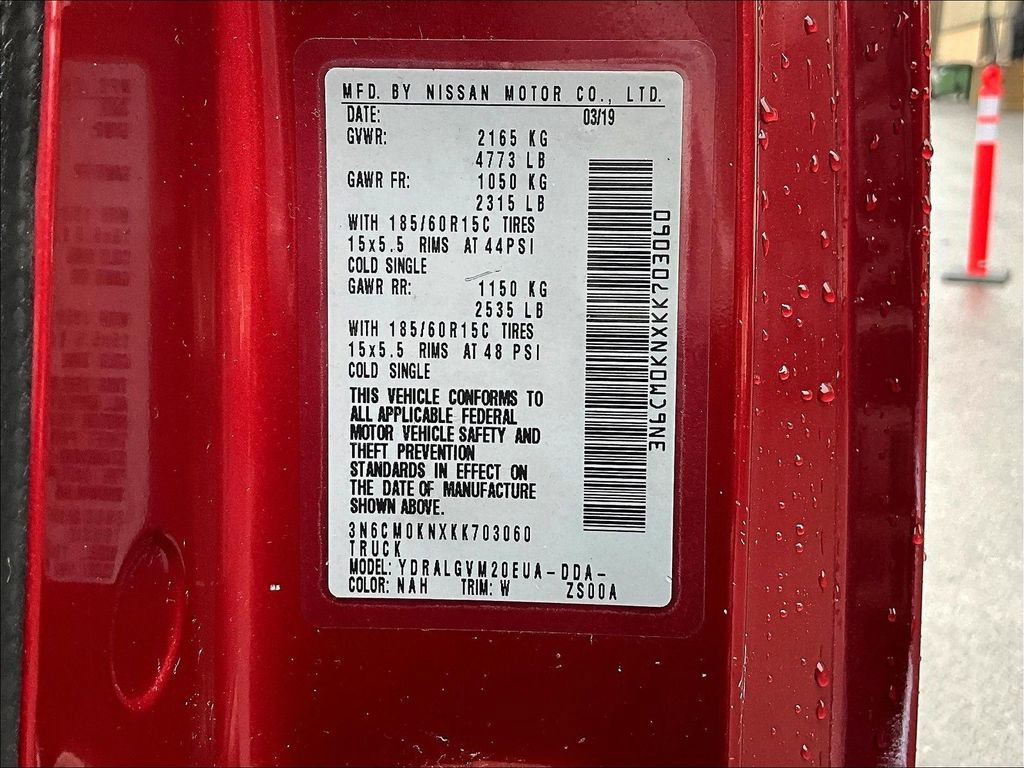 MFD. BY NISSAN MOTOR CO., LTD.
DATE: 03/19
GVWR: 2165 KG
4773 LB
GAWR FR: 1050 KG
2315 LB
WITH 185/60R15C TIRES
15x5.5 RIMS AT 44PSI
COLD SINGLE
GAWR RR: 1150 KG
2535 LB
WITH 185/60R15C TIRES
15x5.5 RIMS AT 48 PSI
COLD SINGLE
THIS VEHICLE CONFORMS TO
ALL APPLICABLE FEDERAL
MOTOR VEHICLE SAFETY AND
THEFT PREVENTION
STANDARDS IN EFFECT ON
THE DATE OF MANUFACTURE
SHOWN ABOVE.
3N6CM0KNXKK703060
TRUCK
MODEL: YDRALGVM20EUA-DDA-
COLOR: NAH TRIM: W ZS00A
3N6CM0KNXKK703060